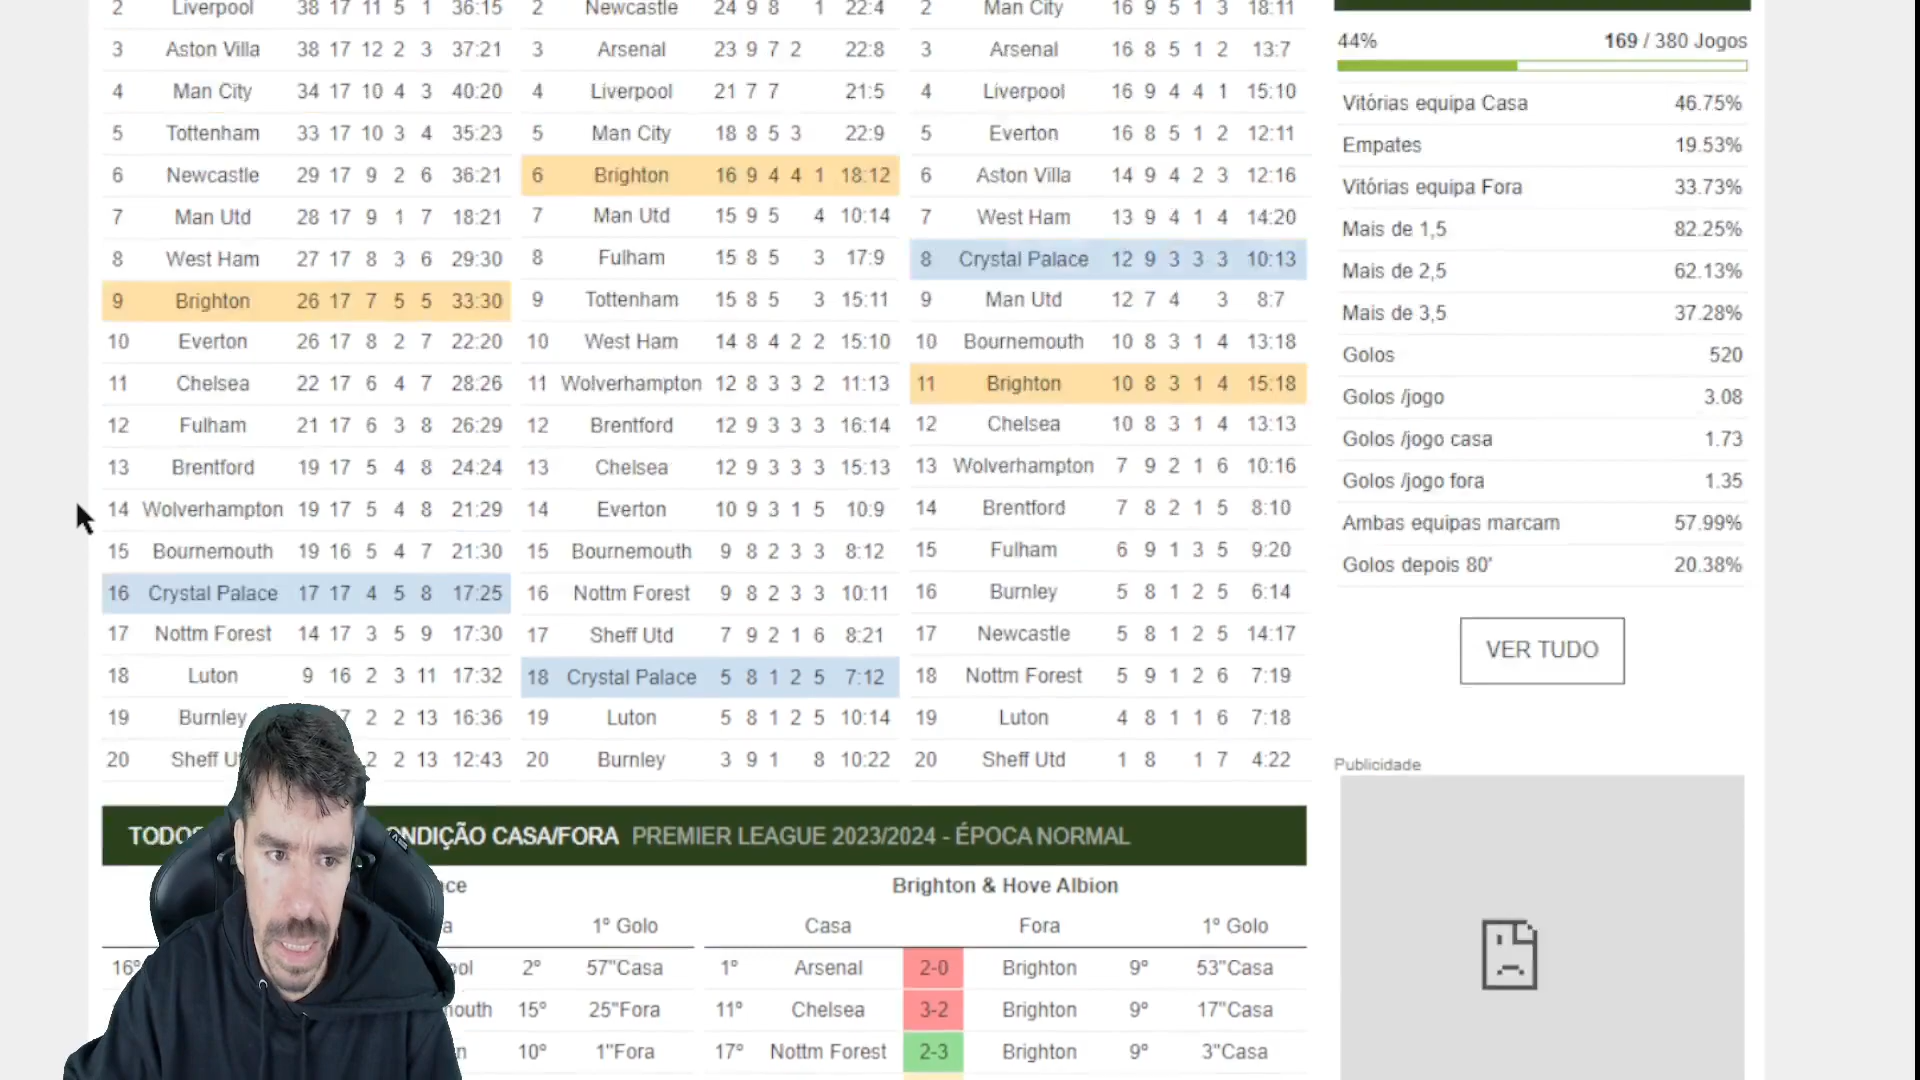 2 Liverpool 38 17 11 5 1 36:15
3 Aston Villa 38 17 12 2 3 37:21
4 Man City 34 17 10 4 3 40:20
5 Tottenham 33 17 10 3 4 35:23
6 Newcastle 29 17 9 2 6 36:21
7 Man Utd 28 17 9 1 7 18:21
8 West Ham 27 17 8 3 6 29:30
9 Brighton 26 17 7 5 5 33:30
10 Everton 26 17 8 2 7 22:20
11 Chelsea 22 17 6 4 7 28:26
12 Fulham 21 17 6 3 8 26:29
13 Brentford 19 17 5 4 8 24:24
14 Wolverhampton 19 17 5 4 8 21:29
15 Bournemouth 19 16 5 4 7 21:30
16 Crystal Palace 17 17 4 5 8 17:25
17 Nottm Forest 14 17 3 5 9 17:30
18 Luton 9 16 2 3 11 17:32
19 Burnley 2 2 13 16:36
20 Sheff 2 2 13 12:43
2 Newcastle 24 9 8 1 22:4
3 Arsenal 23 9 7 2 22:8
4 Liverpool 21 7 7 21:5
5 Man City 18 8 5 3 22:9
6 Brighton 16 9 4 4 1 18:12
7 Man Utd 15 9 5 4 10:14
8 Fulham 15 8 5 3 17:9
9 Tottenham 15 8 5 3 15:11
10 West Ham 14 8 4 2 2 15:10
11 Wolverhampton 12 8 3 3 2 11:13
12 Brentford 12 9 3 3 3 16:14
13 Chelsea 12 9 3 3 3 15:13
14 Everton 10 9 3 1 5 10:9
15 Bournemouth 9 8 2 3 3 8:12
16 Nottm Forest 9 8 2 3 3 10:11
17 Sheff Utd 7 9 2 1 6 8:21
18 Crystal Palace 5 8 1 2 5 7:12
19 Luton 5 8 1 2 5 10:14
20 Burnley 3 9 1 8 10:22
2 Man City 16 9 5 1 3 18:11
3 Arsenal 16 8 5 1 2 13:7
4 Liverpool 16 9 4 4 1 15:10
5 Everton 16 8 5 1 2 12:11
6 Aston Villa 14 9 4 2 3 12:16
7 West Ham 13 9 4 1 4 14:20
8 Crystal Palace 12 9 3 3 3 10:13
9 Man Utd 12 7 4 3 8:7
10 Bournemouth 10 8 3 1 4 13:18
11 Brighton 10 8 3 1 4 15:18
12 Chelsea 10 8 3 1 4 13:13
13 Wolverhampton 7 9 2 1 6 10:16
14 Brentford 7 8 2 1 5 8:10
15 Fulham 6 9 1 3 5 9:20
16 Burnley 5 8 1 2 5 6:14
17 Newcastle 5 8 1 2 5 14:17
18 Nottm Forest 5 9 1 2 6 7:19
19 Luton 4 8 1 1 6 7:18
20 Sheff Utd 1 8 1 7 4:22
44% 169 / 380 Jogos
Vitórias equipa Casa 46.75%
Empates 19.53%
Vitórias equipa Fora 33.73%
Mais de 1,5 82.25%
Mais de 2,5 62.13%
Mais de 3,5 37.28%
Golos 520
Golos /jogo 3.08
Golos /jogo casa 1.73
Golos /jogo fora 1.35
Ambas equipas marcam 57.99%
Golos depois 80' 20.38%
VER TUDO
Publicidade
CASA/FORA PREMIER LEAGUE 2023/2024 - ÉPOCA NORMAL
1º Golo
2º 57"Casa
15º 25"Fora
10º 1"Fora
Brighton & Hove Albion
Casa Fora 1º Golo
1º Arsenal 2-0 Brighton 9º 53"Casa
11º Chelsea 3-2 Brighton 9º 17"Casa
17º Nottm Forest 2-3 Brighton 9º 3"Casa